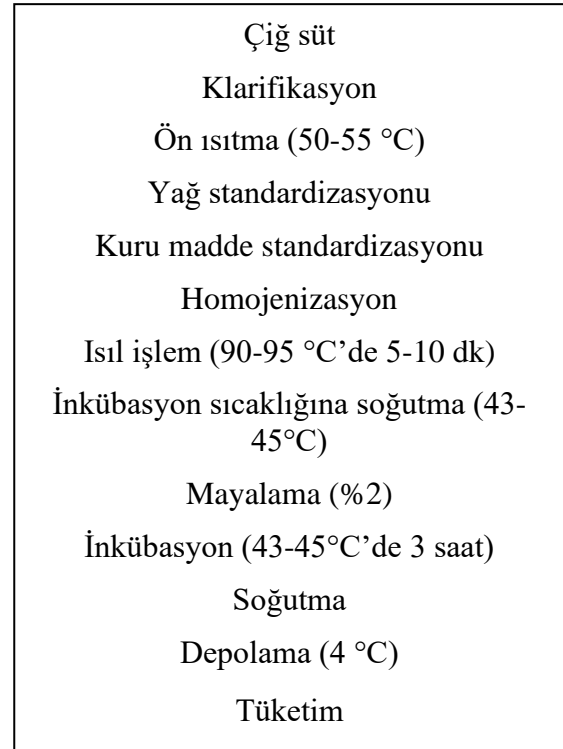 Çiğ süt
Klarifikasyon
Ön ısıtma (50-55 °C)
Yağ standardizasyonu
Kuru madde standardizasyonu
Homojenizasyon
Isıl işlem (90-95 °C’de 5-10 dk)
İnkübasyon sıcaklığına soğutma (43-
45°C)
Mayalama (%2)
İnkübasyon (43-45°C’de 3 saat)
Soğutma
Depolama (4 °C)
Tüketim